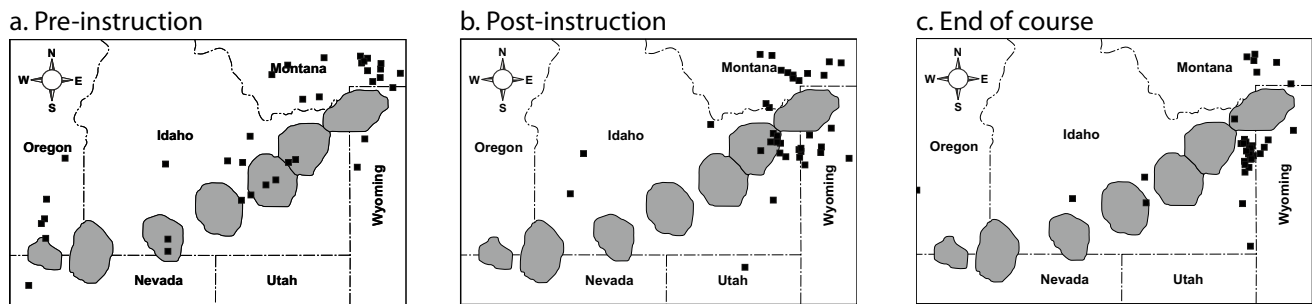 a. Pre-instruction
N
W E
S
Montana
Idaho
Oregon
Wyoming
Nevada
Utah
b. Post-instruction
N
W E
S
Montana
Idaho
Oregon
Wyoming
Nevada
Utah
c. End of course
N
W E
S
Montana
Idaho
Oregon
Wyoming
Nevada
Utah